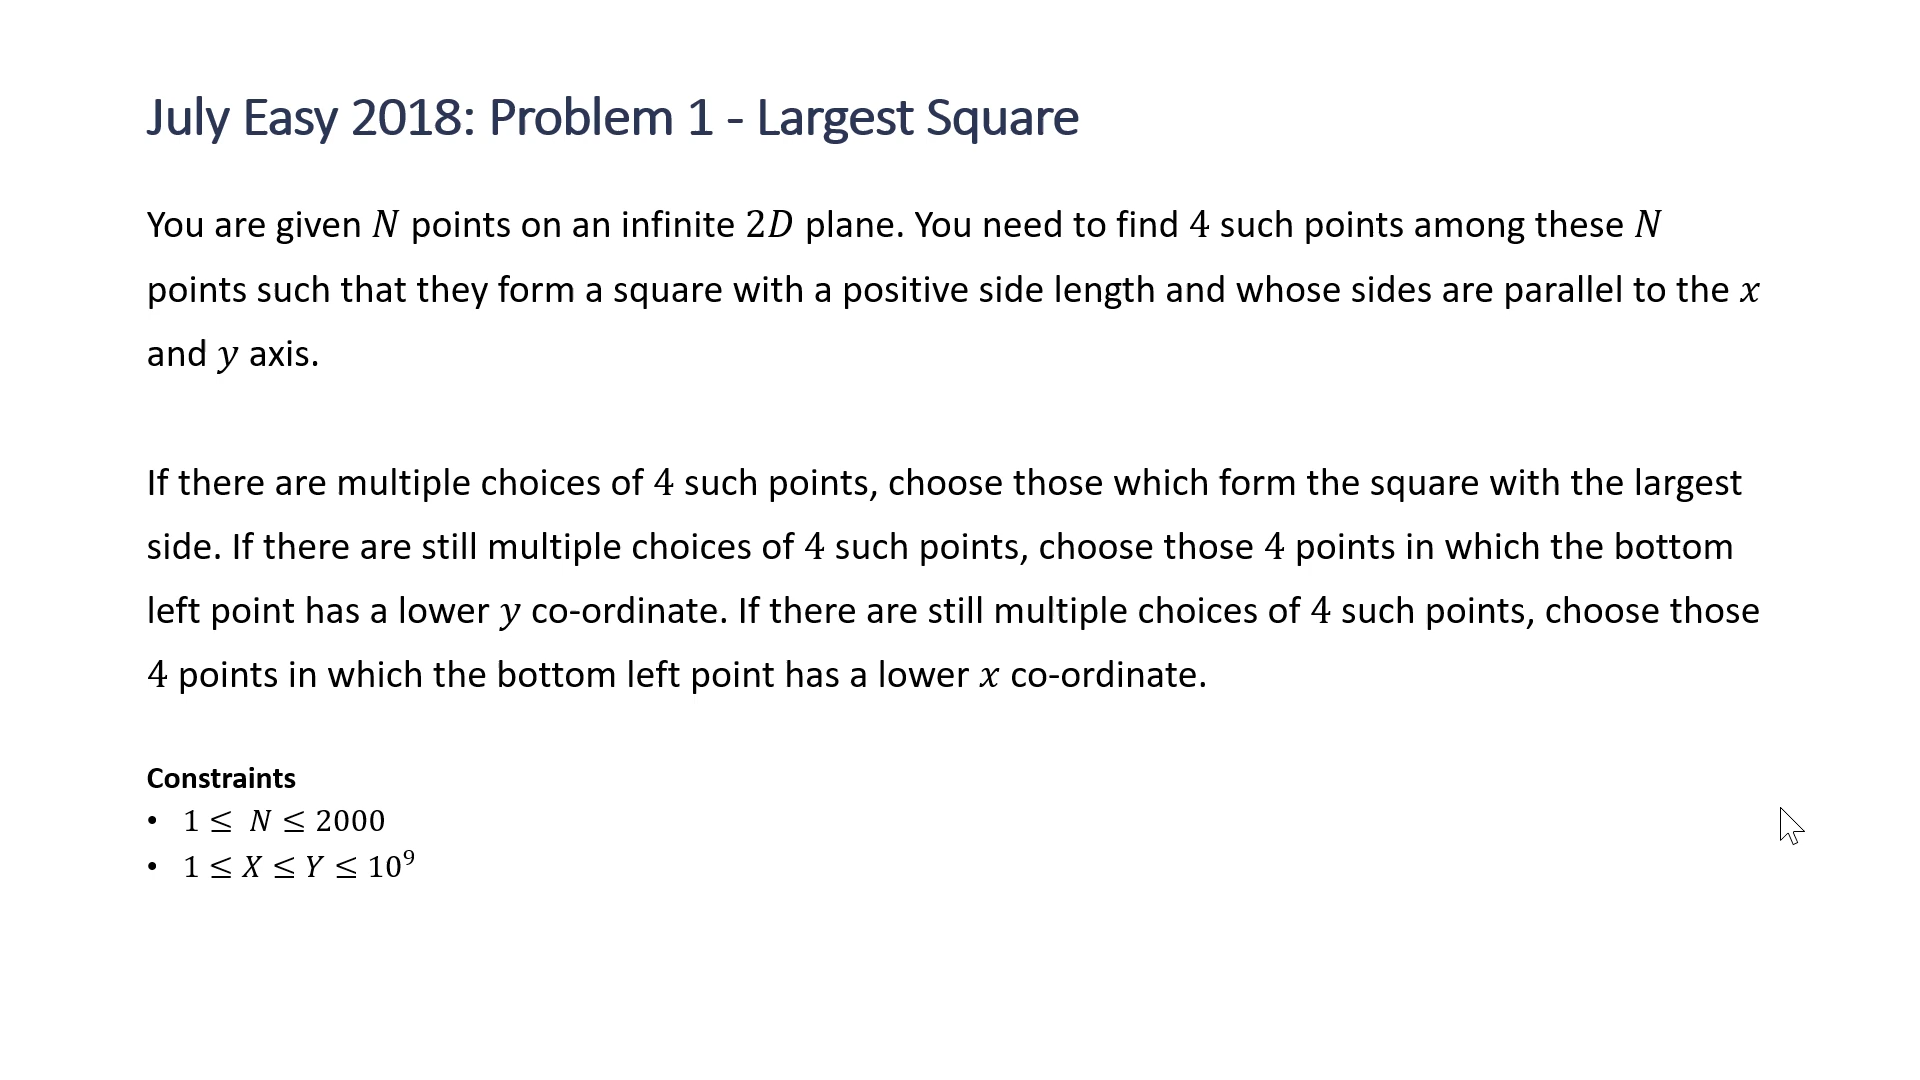 July Easy 2018: Problem 1 - Largest Square
You are given N points on an infinite 2D plane. You need to find 4 such points among these N
points such that they form a square with a positive side length and whose sides are parallel to the x
and y axis.
If there are multiple choices of 4 such points, choose those which form the square with the largest
side. If there are still multiple choices of 4 such points, choose those 4 points in which the bottom
left point has a lower y co-ordinate. If there are still multiple choices of 4 such points, choose those
4 points in which the bottom left point has a lower x co-ordinate.
Constraints
• 1 ≤ N ≤ 2000
• 1 ≤ X ≤ Y ≤ 10⁹